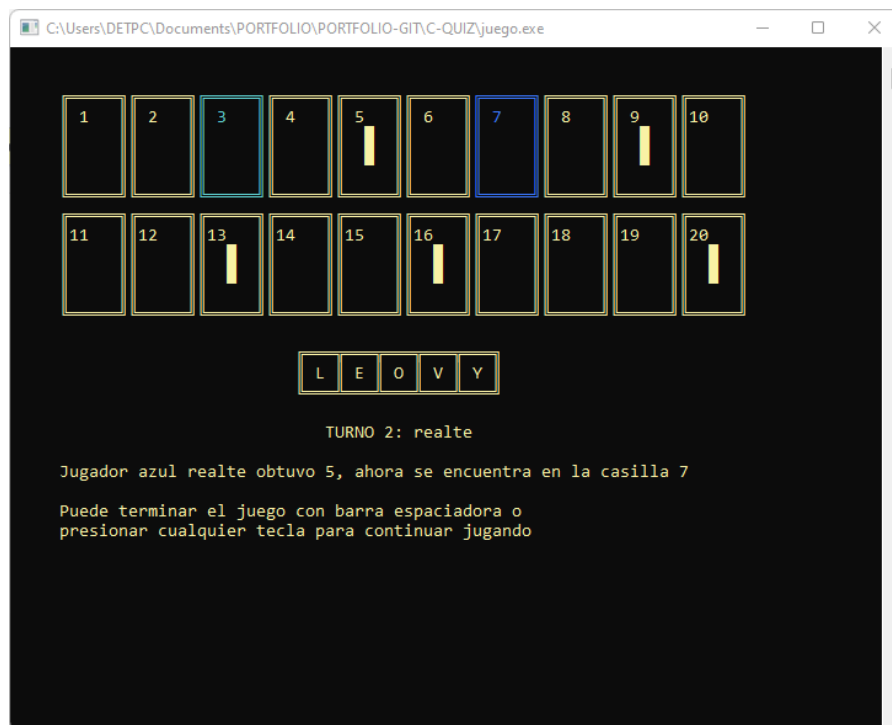 C:\Users\DETPC\Documents\PORTFOLIO\PORTFOLIO-GIT\C-QUIZ\juego.exe
1 2 3 4 5 6 7 8 9 10
11 12 13 14 15 16 17 18 19 20
L E O V Y
TURNO 2: realte
Jugador azul realte obtuvo 5, ahora se encuentra en la casilla 7
Puede terminar el juego con barra espaciadora o
presionar cualquier tecla para continuar jugando